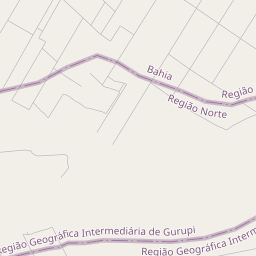 Bahia
Região
Região Norte
Região Geográfica Intermediária de Gurupi
Região Geográfica Interm